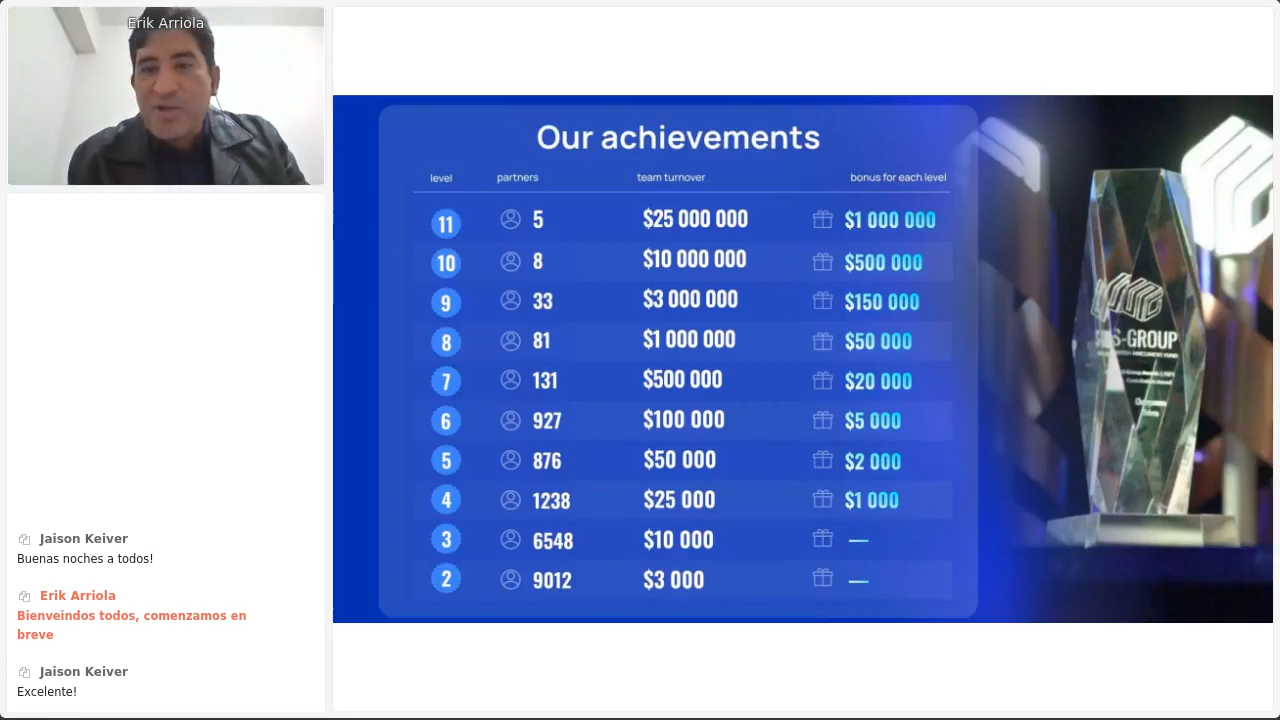 Erik Arriola
Jaison Keiver
Buenas noches a todos!
Erik Arriola
Bienveindos todos, comenzamos en
breve
Jaison Keiver
Excelente!
Our achievements
level partners team turnover bonus for each level
11 5 $25 000 000 $1 000 000
10 8 $10 000 000 $500 000
9 33 $3 000 000 $150 000
8 81 $1 000 000 $50 000
7 131 $500 000 $20 000
6 927 $100 000 $5 000
5 876 $50 000 $2 000
4 1238 $25 000 $1 000
3 6548 $10 000 —
2 9012 $3 000 —
-GROUP